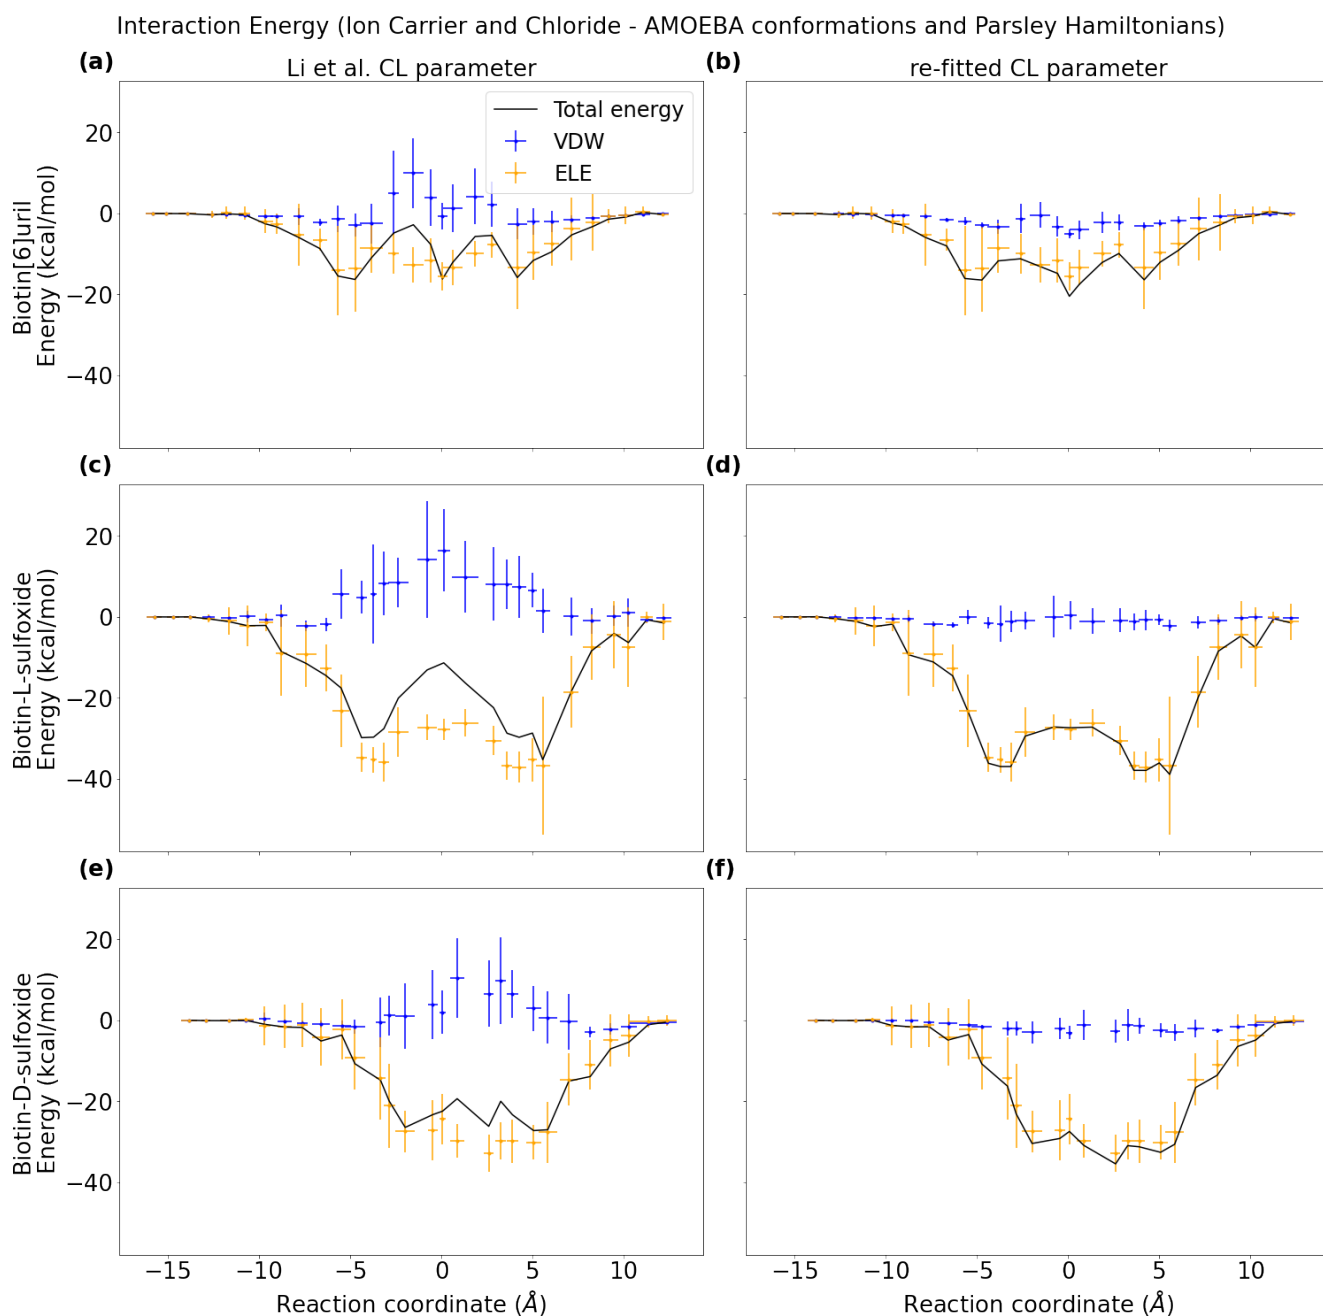 Interaction Energy (Ion Carrier and Chloride - AMOEBA conformations and Parsley Hamiltonians)
(a)
Li et al. CL parameter
(b)
re-fitted CL parameter
Total energy
VDW
ELE
20
0
−20
−40
Biotin[6]uril
Energy (kcal/mol)
(c)
(d)
20
0
−20
−40
Biotin-L-sulfoxide
Energy (kcal/mol)
(e)
(f)
20
0
−20
−40
Biotin-D-sulfoxide
Energy (kcal/mol)
−15 −10 −5 0 5 10
−15 −10 −5 0 5 10
Reaction coordinate (Å)
Reaction coordinate (Å)